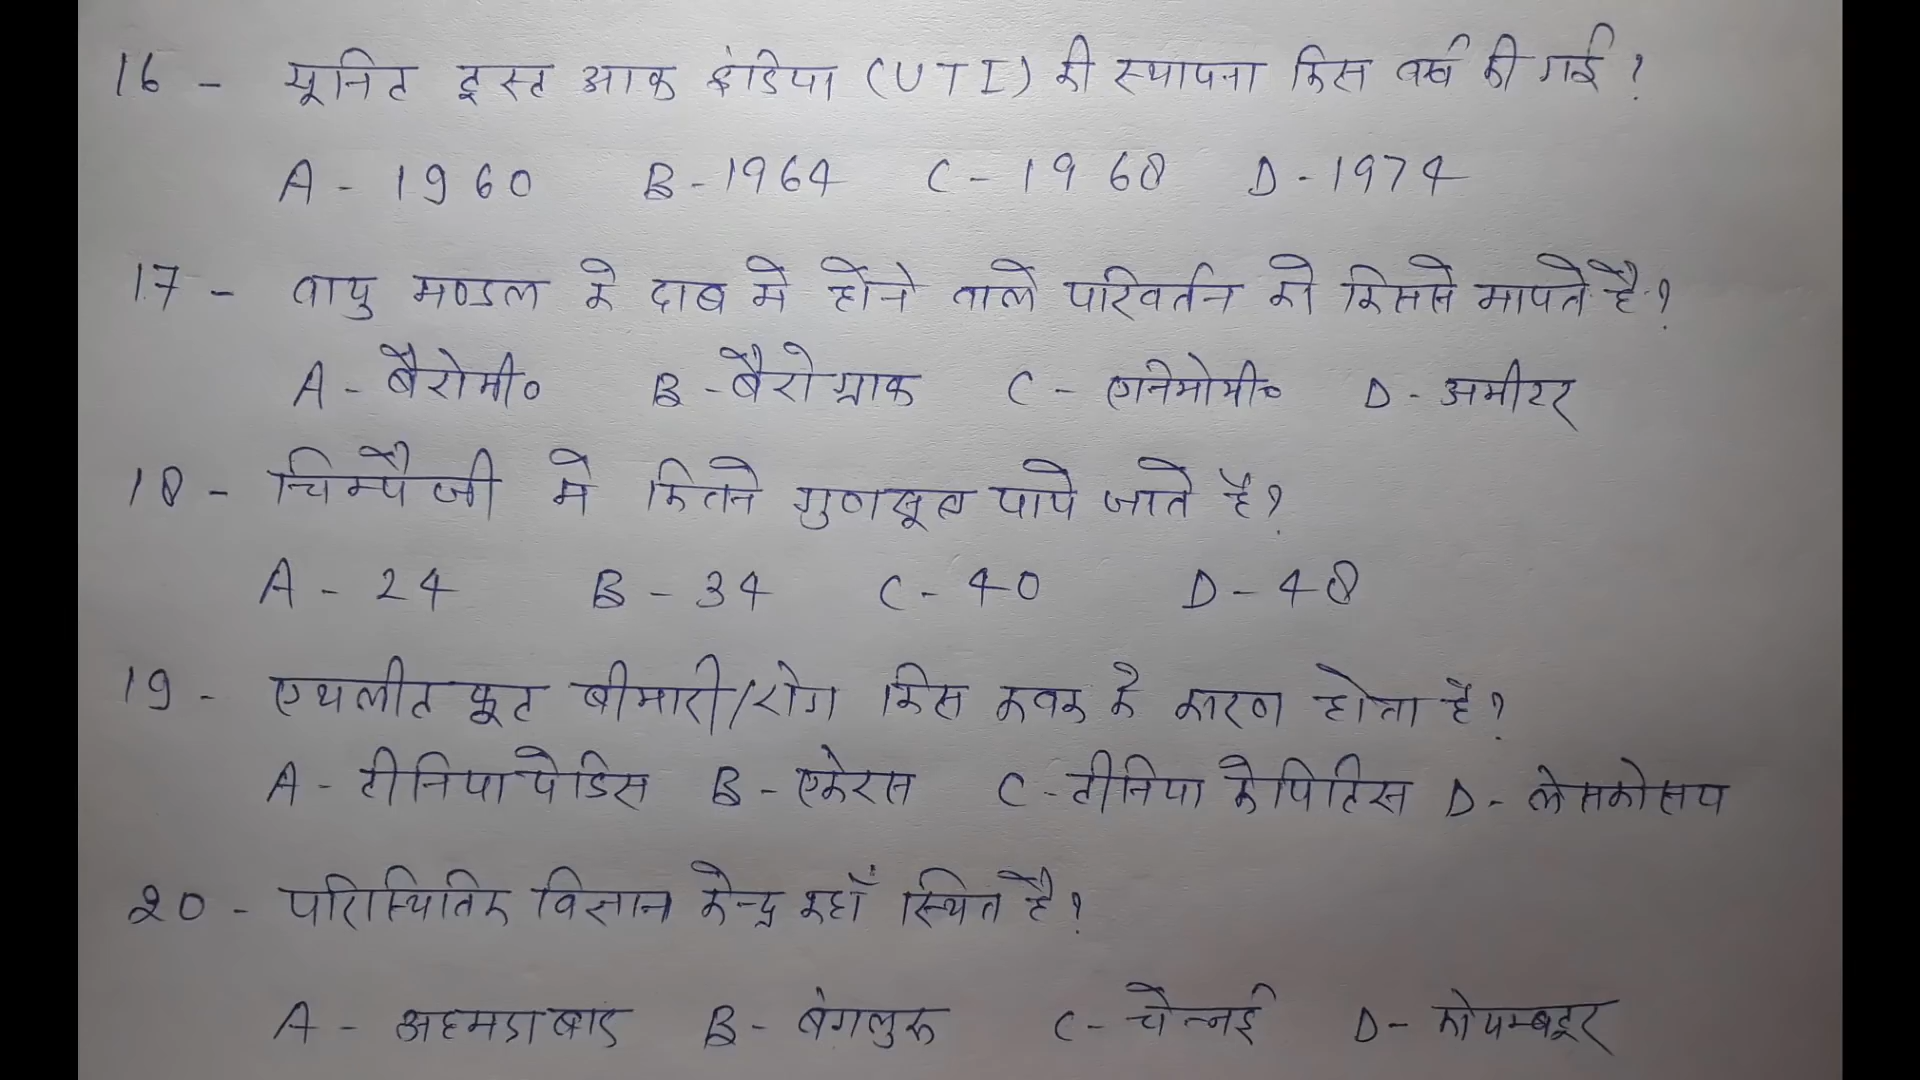 16 - यूनिट ट्रस्ट आफ इंडिया (UTI) की स्थापना किस वर्ष की गई ?
A - 1960 B - 1964 C - 1968 D - 1974
17 - वायु मण्डल के दाब मे होने वाले परिवर्तन को किससे मापते है ?
A - बैरोमी० B - बैरोग्राफ C - एनिमोमी० D - अमीटर
18 - चिम्पैजी मे कितने गुणसूत्र पाये जाते है ?
A - 24 B - 34 C - 40 D - 48
19 - एथलीट फूट बीमारी/रोग किस कवक के कारण होता है ?
A - टीनिया पेडिस B - एकेरस C - टीनिया केपिटिस D -
20 - परिस्थितिक विज्ञान केन्द्र कहाँ स्थित है ?
A - अहमदाबाद B - बेंगलुरू C - चेन्नई D - कोयम्बटूर